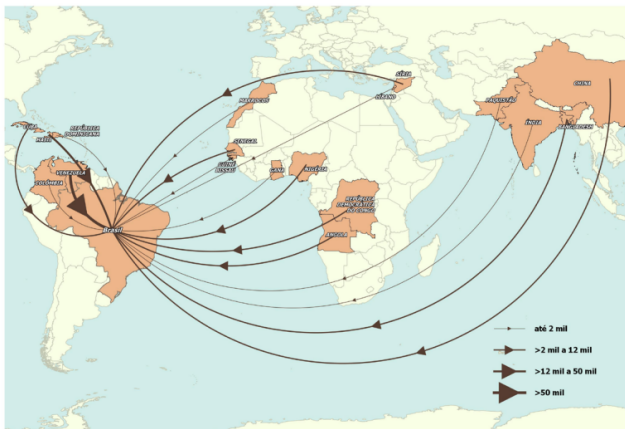 SÍRIA
CHINA
LÍBANO
MARROCOS
PAQUISTÃO
CUBA
REPÚBLICA
DOMINICANA
HAITI
SENEGAL
ÍNDIA
BANGLADESH
GUINÉ
BISSAU
GANA
NIGÉRIA
VENEZUELA
COLÔMBIA
REPÚBLICA
DEMOCRÁTICA
DO CONGO
Brasil
ANGOLA
até 2 mil
>2 mil a 12 mil
>12 mil a 50 mil
>50 mil